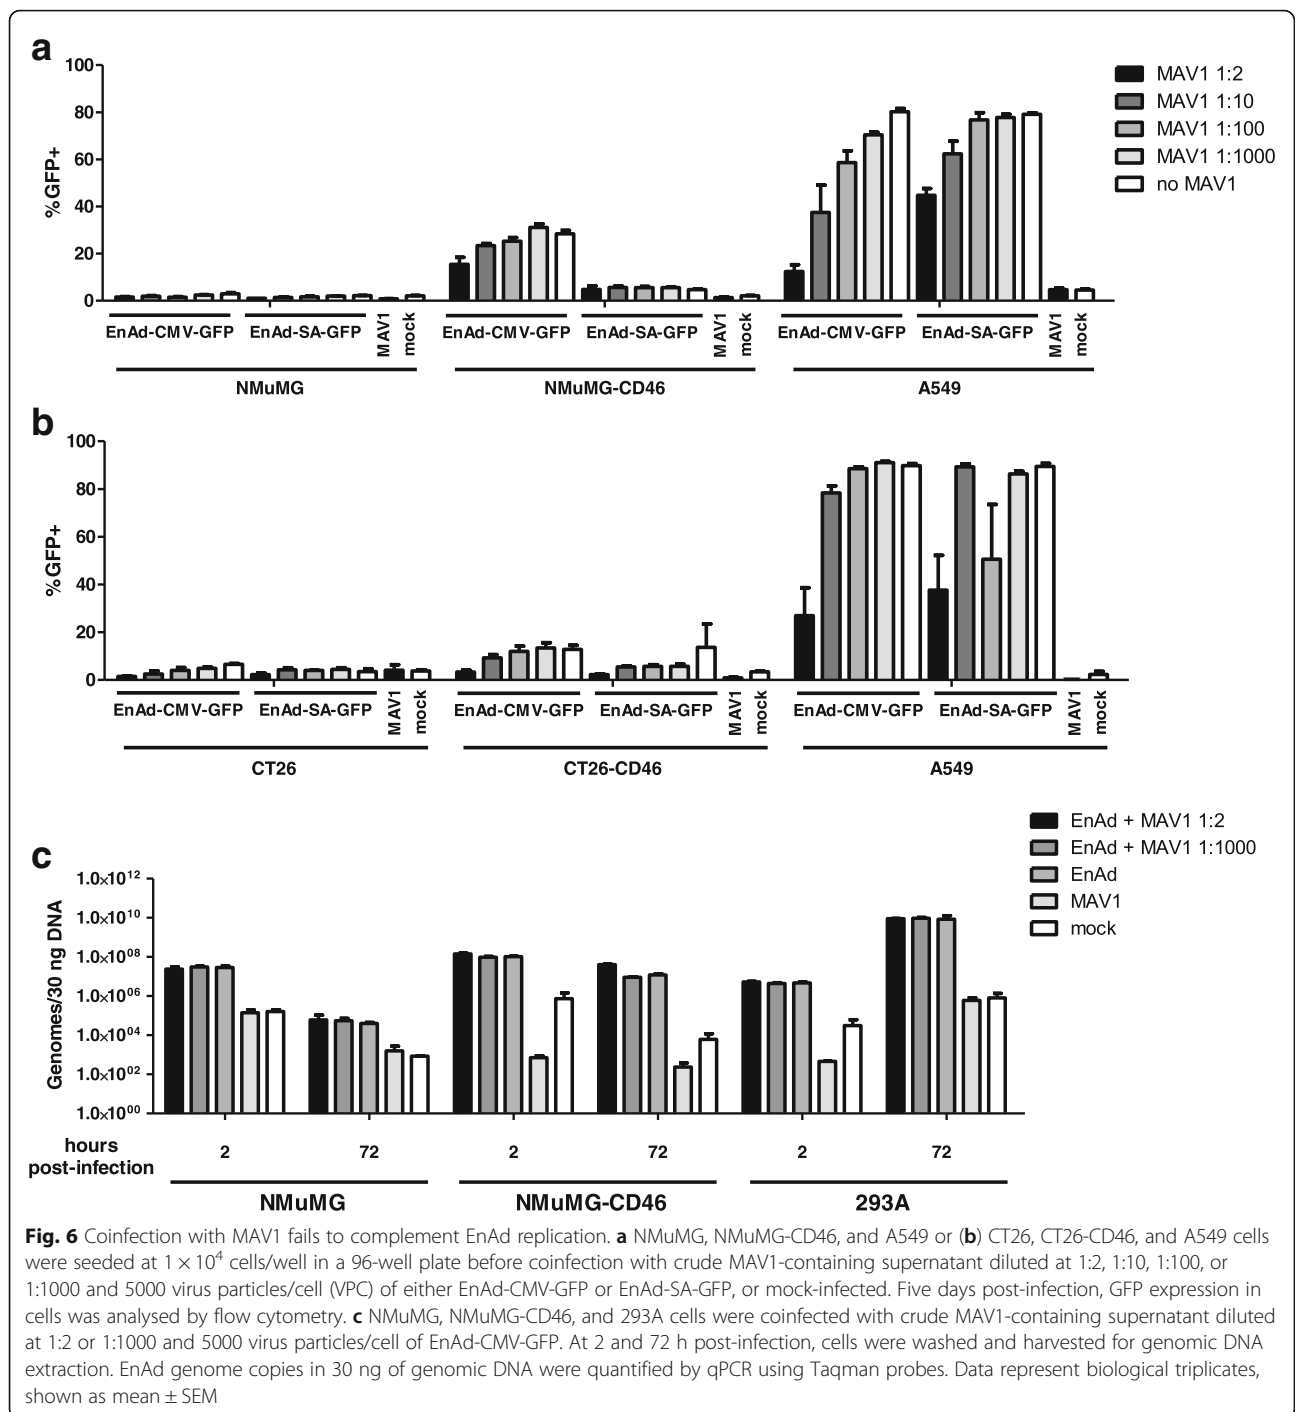 a
100
80
60
40
20
0
%GFP+
MAV1 1:2
MAV1 1:10
MAV1 1:100
MAV1 1:1000
no MAV1
EnAd-CMV-GFP EnAd-SA-GFP MAV1 mock EnAd-CMV-GFP EnAd-SA-GFP MAV1 mock EnAd-CMV-GFP EnAd-SA-GFP MAV1 mock
NMuMG NMuMG-CD46 A549
b
100
80
60
40
20
0
%GFP+
EnAd-CMV-GFP EnAd-SA-GFP MAV1 mock EnAd-CMV-GFP EnAd-SA-GFP MAV1 mock EnAd-CMV-GFP EnAd-SA-GFP MAV1 mock
CT26 CT26-CD46 A549
c
EnAd + MAV1 1:2
EnAd + MAV1 1:1000
EnAd
MAV1
mock
1.0×10¹²
1.0×10¹⁰
1.0×10⁰⁸
1.0×10⁰⁶
1.0×10⁰⁴
1.0×10⁰²
1.0×10⁰⁰
Genomes/30 ng DNA
hours
post-infection
2 72 2 72 2 72
NMuMG NMuMG-CD46 293A
Fig. 6 Coinfection with MAV1 fails to complement EnAd replication. a NMuMG, NMuMG-CD46, and A549 or (b) CT26, CT26-CD46, and A549 cells
were seeded at 1 × 10⁴ cells/well in a 96-well plate before coinfection with crude MAV1-containing supernatant diluted at 1:2, 1:10, 1:100, or
1:1000 and 5000 virus particles/cell (VPC) of either EnAd-CMV-GFP or EnAd-SA-GFP, or mock-infected. Five days post-infection, GFP expression in
cells was analysed by flow cytometry. c NMuMG, NMuMG-CD46, and 293A cells were coinfected with crude MAV1-containing supernatant diluted
at 1:2 or 1:1000 and 5000 virus particles/cell of EnAd-CMV-GFP. At 2 and 72 h post-infection, cells were washed and harvested for genomic DNA
extraction. EnAd genome copies in 30 ng of genomic DNA were quantified by qPCR using Taqman probes. Data represent biological triplicates,
shown as mean ± SEM